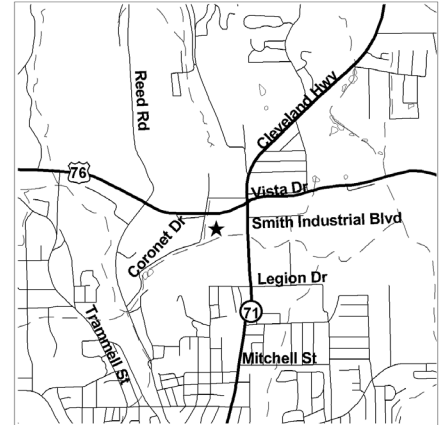 Reed Rd
Cleveland Hwy
76
Vista Dr
Smith Industrial Blvd
Coronet Dr
Legion Dr
71
Trammell St
Mitchell St